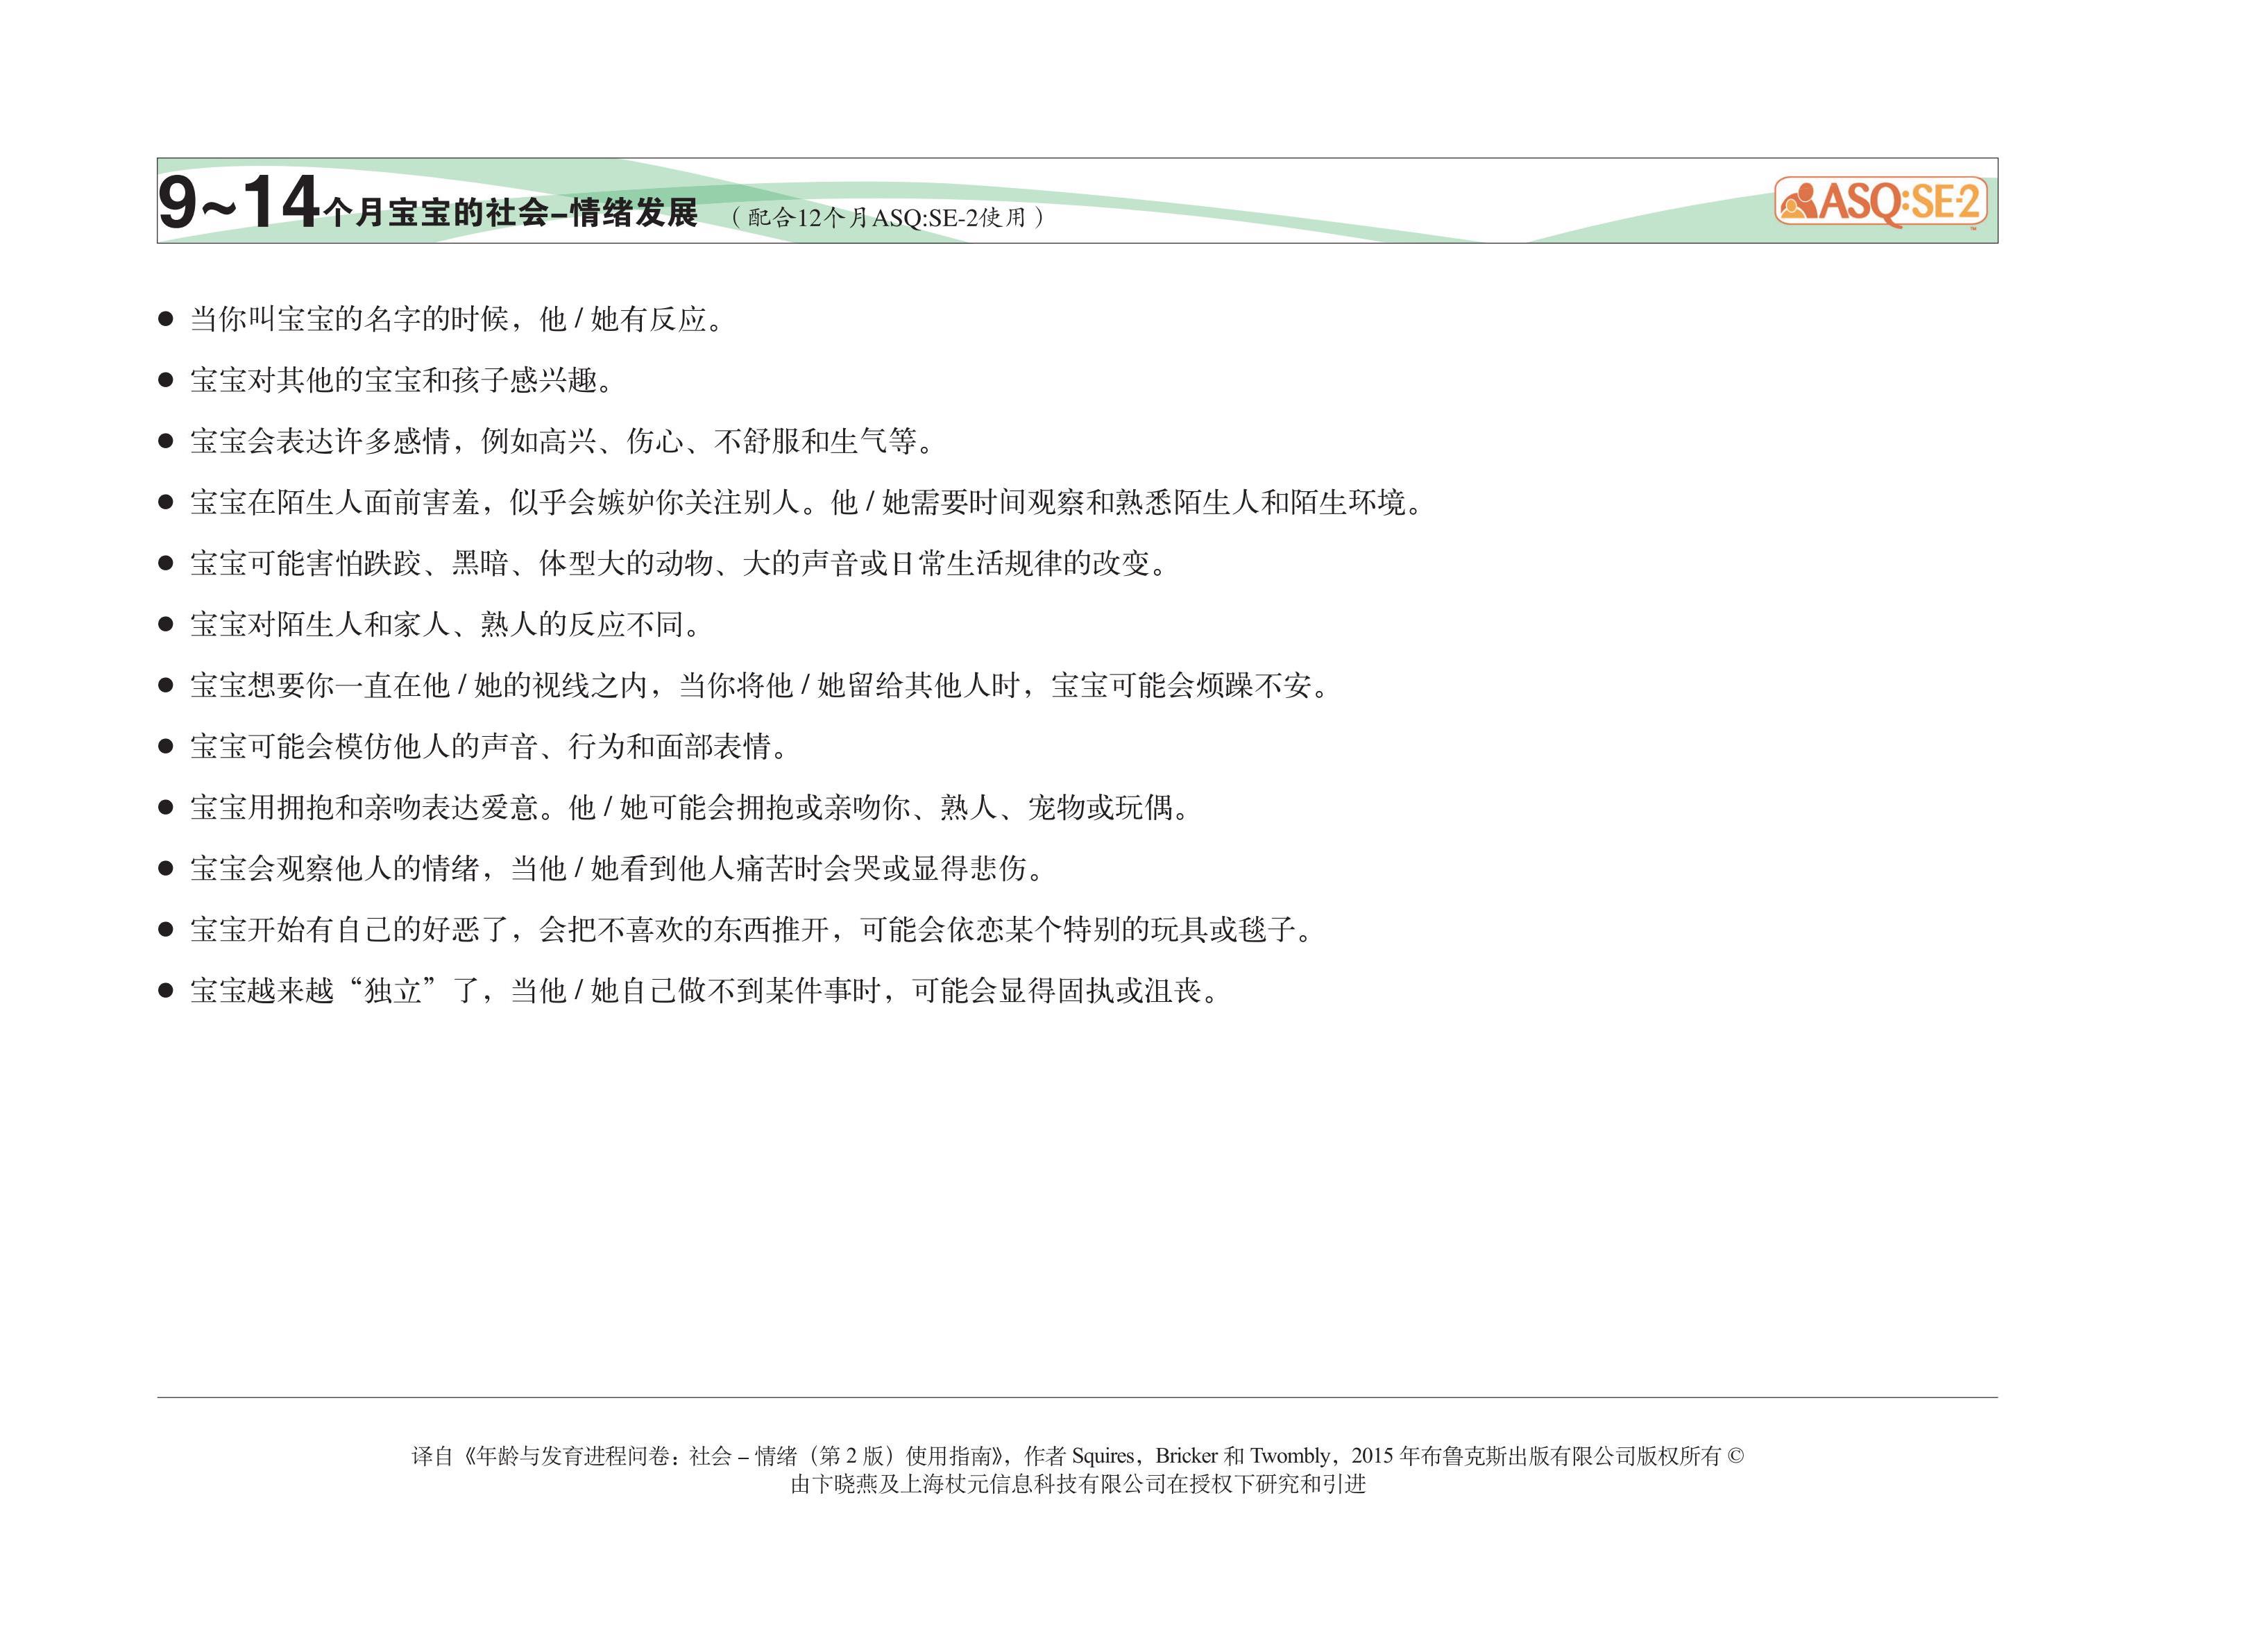 9~14个月宝宝的社会–情绪发展 （配合12个月ASQ:SE-2使用）
ASQ:SE-2™
● 当你叫宝宝的名字的时候，他 / 她有反应。
● 宝宝对其他的宝宝和孩子感兴趣。
● 宝宝会表达许多感情，例如高兴、伤心、不舒服和生气等。
● 宝宝在陌生人面前害羞，似乎会嫉妒你关注别人。他 / 她需要时间观察和熟悉陌生人和陌生环境。
● 宝宝可能害怕跌跤、黑暗、体型大的动物、大的声音或日常生活规律的改变。
● 宝宝对陌生人和家人、熟人的反应不同。
● 宝宝想要你一直在他 / 她的视线之内，当你将他 / 她留给其他人时，宝宝可能会烦躁不安。
● 宝宝可能会模仿他人的声音、行为和面部表情。
● 宝宝用拥抱和亲吻表达爱意。他 / 她可能会拥抱或亲吻你、熟人、宠物或玩偶。
● 宝宝会观察他人的情绪，当他 / 她看到他人痛苦时会哭或显得悲伤。
● 宝宝开始有自己的好恶了，会把不喜欢的东西推开，可能会依恋某个特别的玩具或毯子。
● 宝宝越来越“独立”了，当他 / 她自己做不到某件事时，可能会显得固执或沮丧。
译自《年龄与发育进程问卷：社会 – 情绪（第 2 版）使用指南》，作者 Squires，Bricker 和 Twombly，2015 年布鲁克斯出版有限公司版权所有 ©
由卞晓燕及上海杖元信息科技有限公司在授权下研究和引进